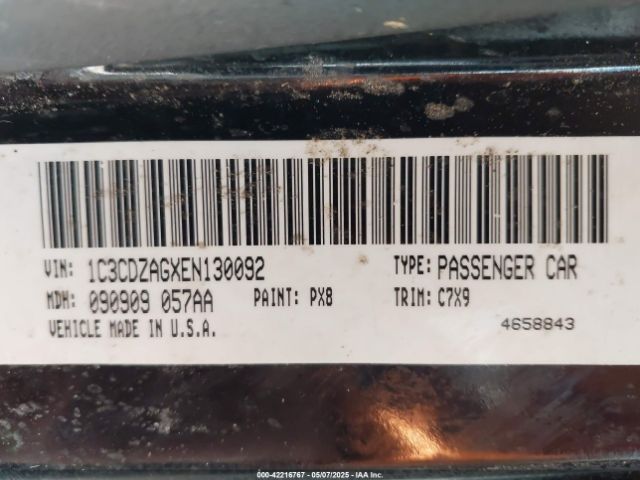 VIN: 1C3CDZAGXEN130092 TYPE: PASSENGER CAR
MDH: 090909 057AA PAINT: PX8 TRIM: C7X9
VEHICLE MADE IN U.S.A. 4658843
000-42216767 - 05/07/2025 - IAA Inc.